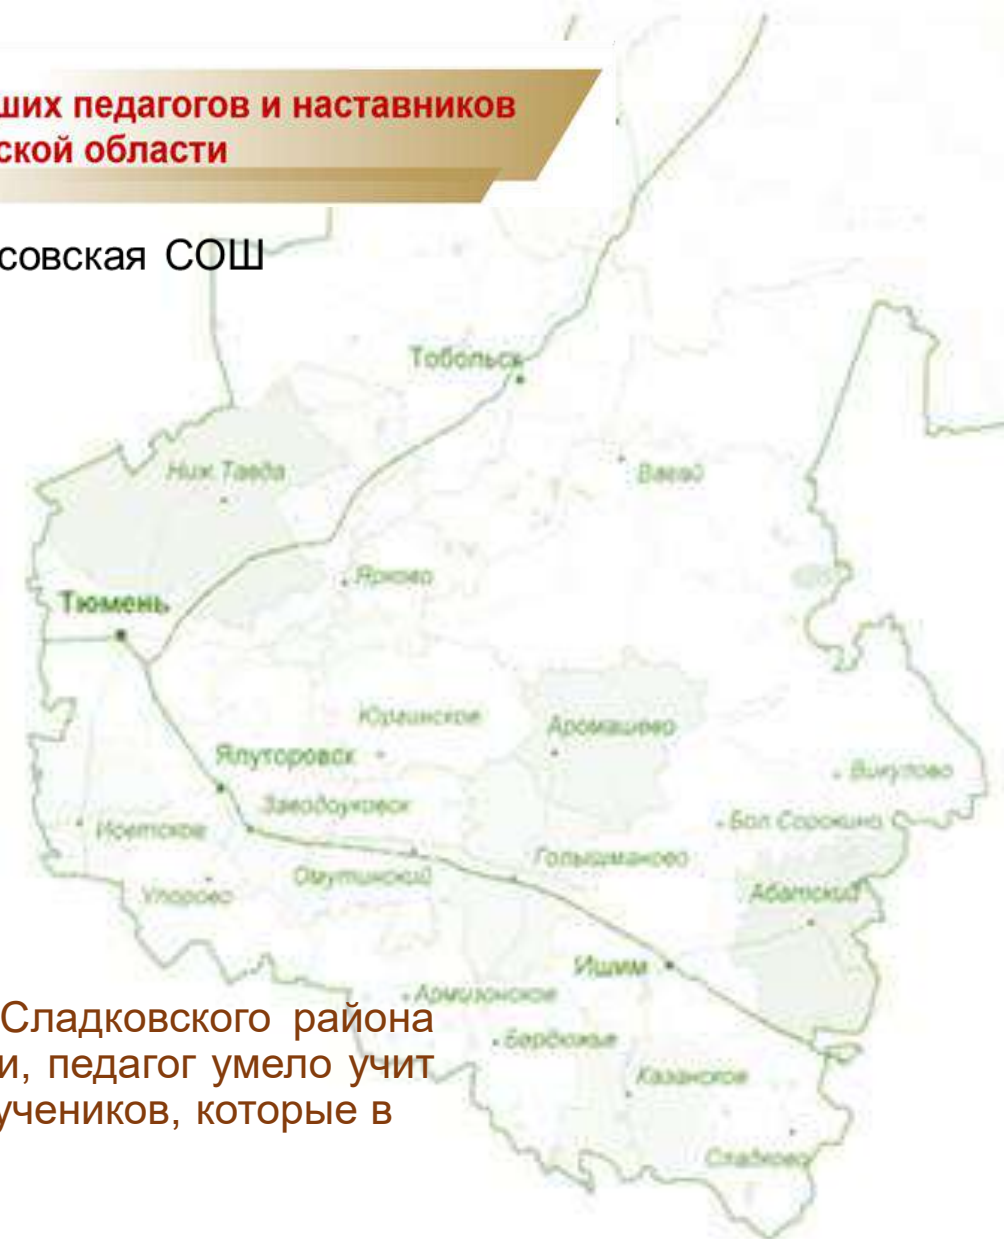 ших педагогов и наставников
ской области
совская СОШ
Тобольск
Ниж. Тавда
Вагай
Ярково
Тюмень
Юргинское
Аромашево
Ялуторовск
Викулово
Заводоуковск
Исетское
Бол. Сорокино
Голышманово
Омутинский
Упорово
Абатский
Ишим
Армизонское
Сладковского района
Бердюжье
и, педагог умело учит
Казанское
учеников, которые в
Сладково